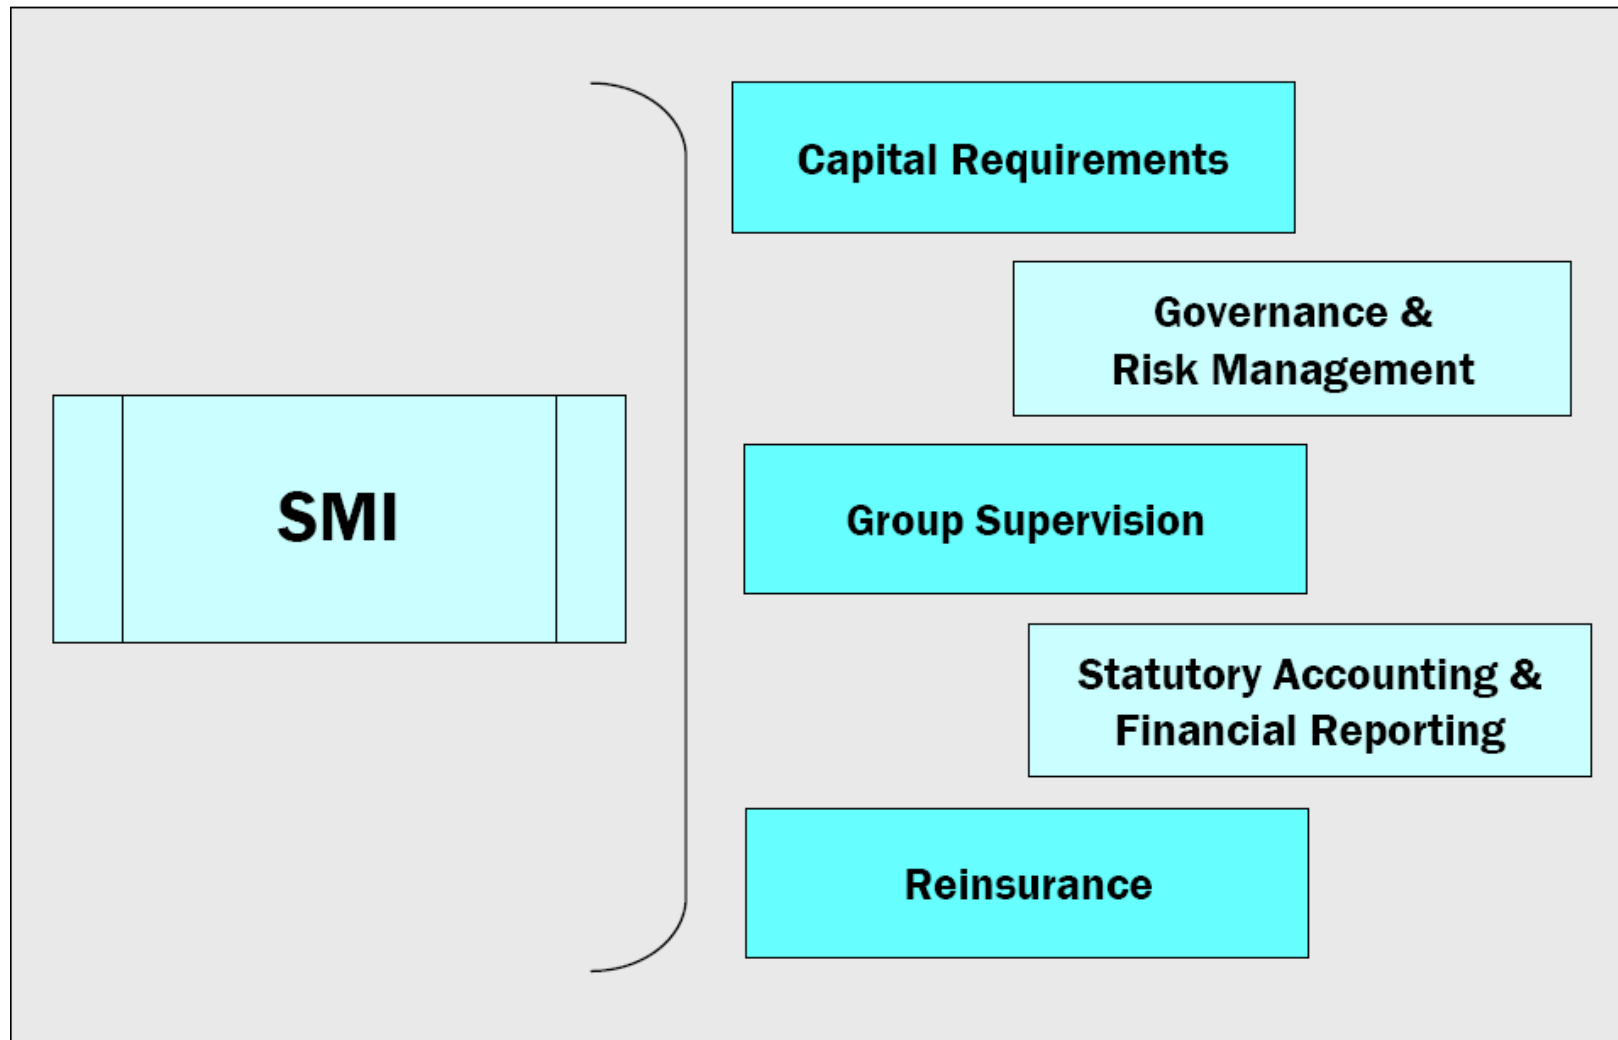 SMI
Capital Requirements
Governance &
Risk Management
Group Supervision
Statutory Accounting &
Financial Reporting
Reinsurance